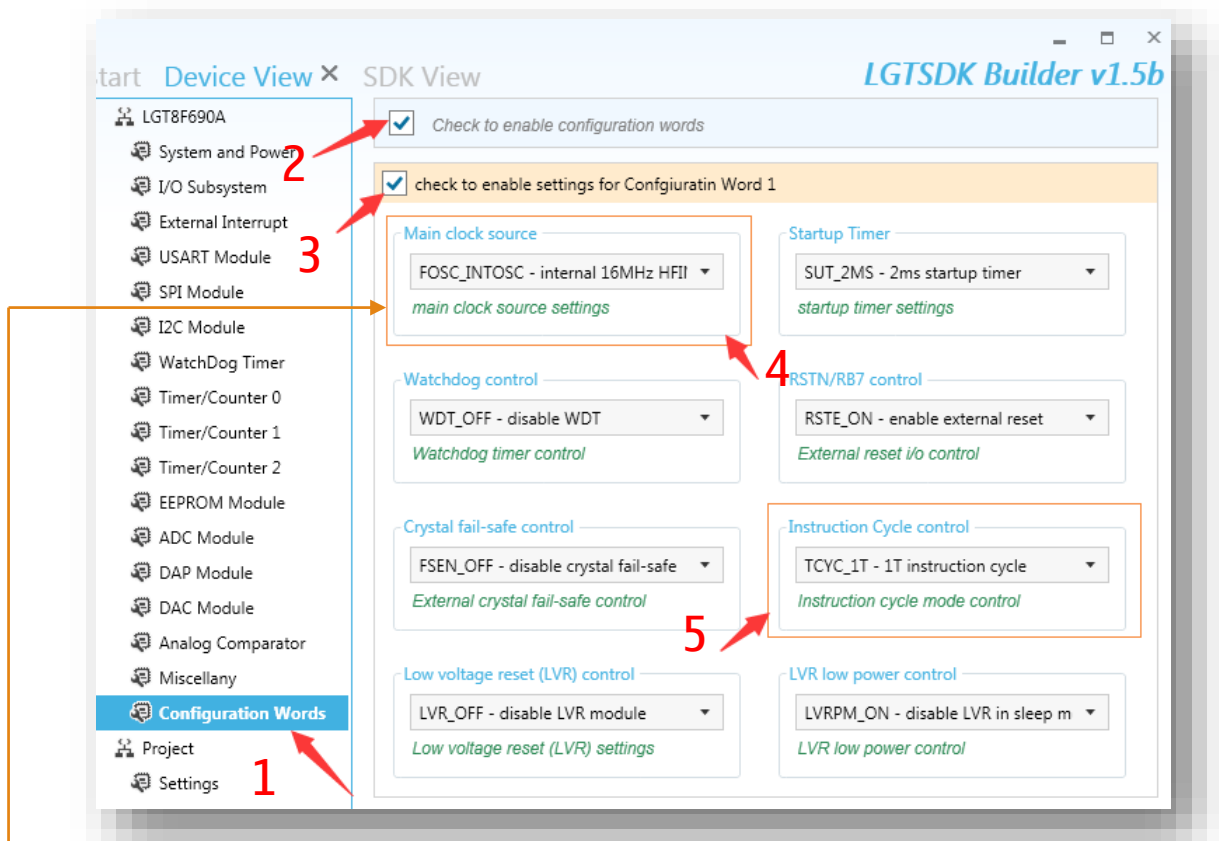 tart Device View × SDK View LGTSDK Builder v1.5b
LGT8F690A
System and Power
I/O Subsystem
External Interrupt
USART Module
SPI Module
I2C Module
WatchDog Timer
Timer/Counter 0
Timer/Counter 1
Timer/Counter 2
EEPROM Module
ADC Module
DAP Module
DAC Module
Analog Comparator
Miscellany
Configuration Words
Project
Settings
1
2
Check to enable configuration words
3
check to enable settings for Confgiuratin Word 1
Main clock source
FOSC_INTOSC - internal 16MHz HFI
main clock source settings
4
Startup Timer
SUT_2MS - 2ms startup timer
startup timer settings
Watchdog control
WDT_OFF - disable WDT
Watchdog timer control
RSTN/RB7 control
RSTE_ON - enable external reset
External reset i/o control
Crystal fail-safe control
FSEN_OFF - disable crystal fail-safe
External crystal fail-safe control
Instruction Cycle control
TCYC_1T - 1T instruction cycle
Instruction cycle mode control
5
Low voltage reset (LVR) control
LVR_OFF - disable LVR module
Low voltage reset (LVR) settings
LVR low power control
LVRPM_ON - disable LVR in sleep m
LVR low power control